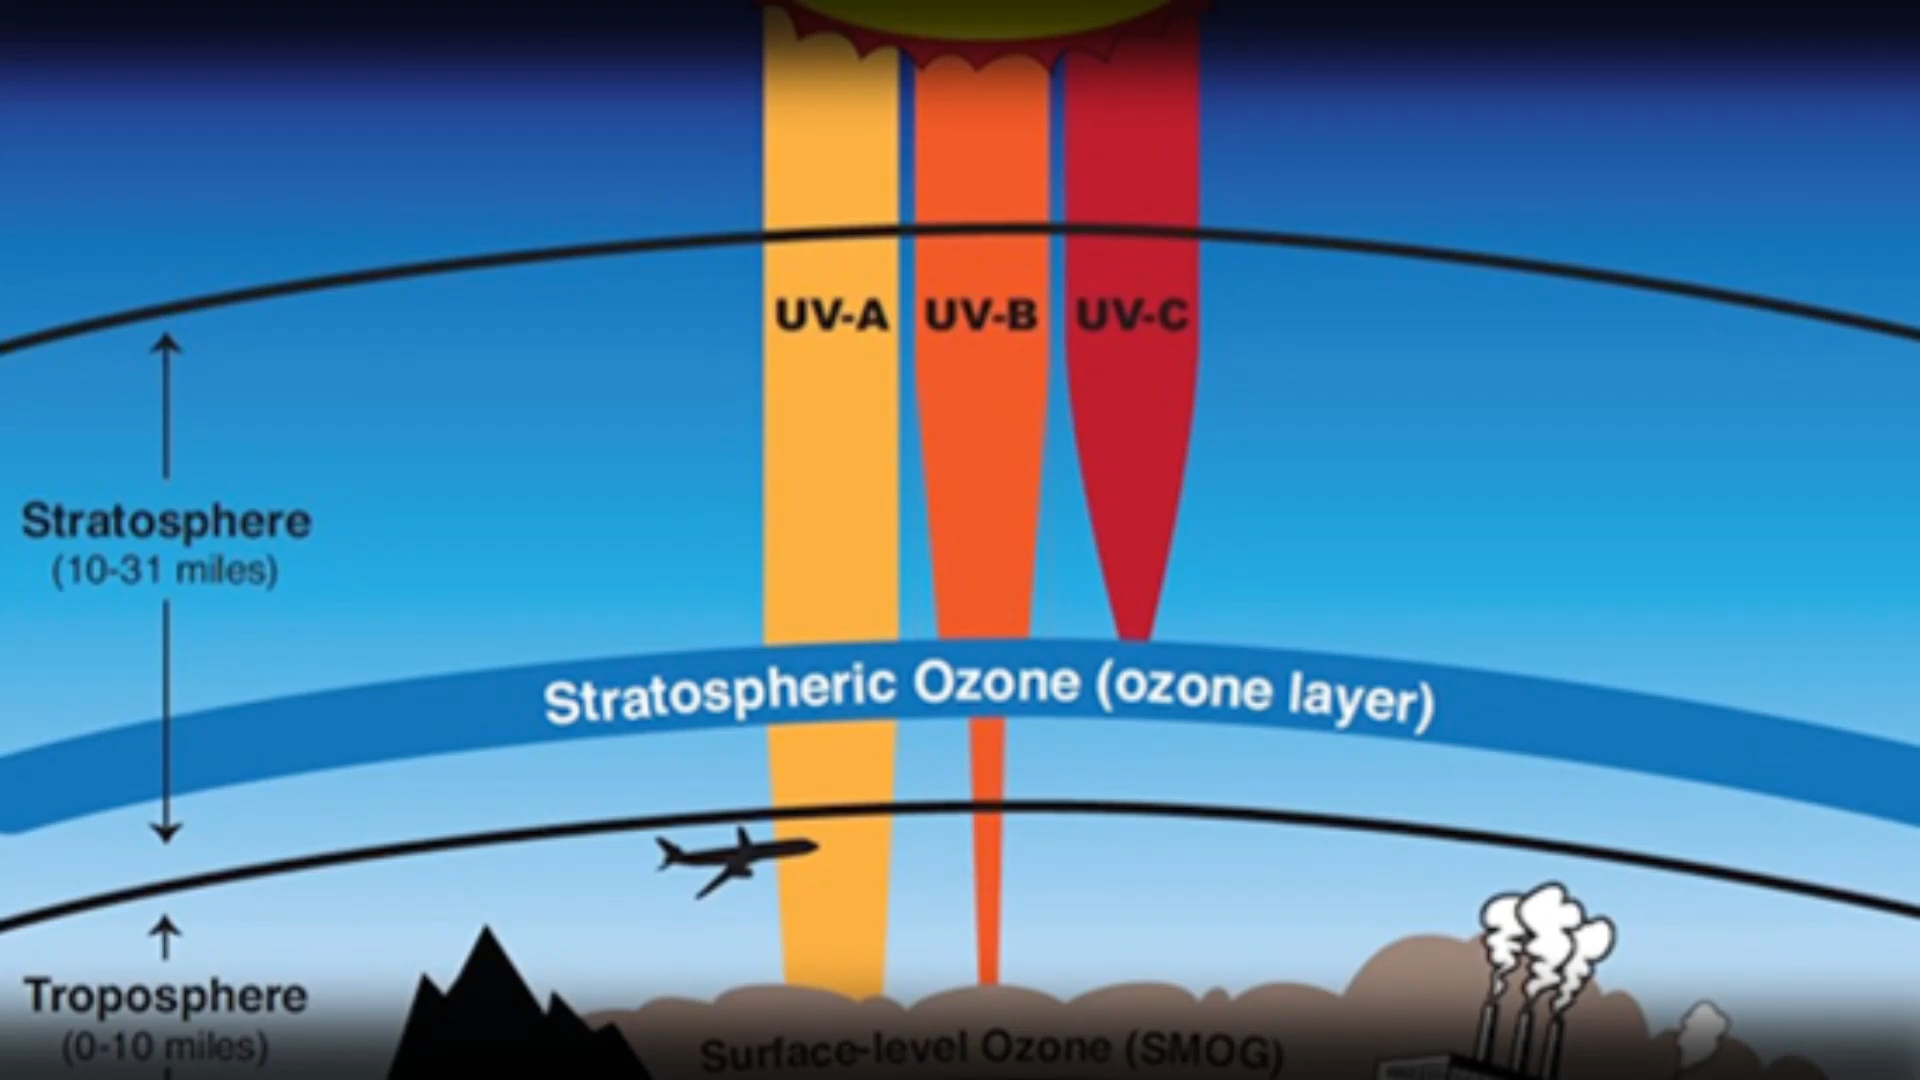 UV-A
UV-B
UV-C
Stratosphere
(10-31 miles)
Stratospheric Ozone (ozone layer)
Troposphere
(0-10 miles)
Surface-level Ozone (SMOG)